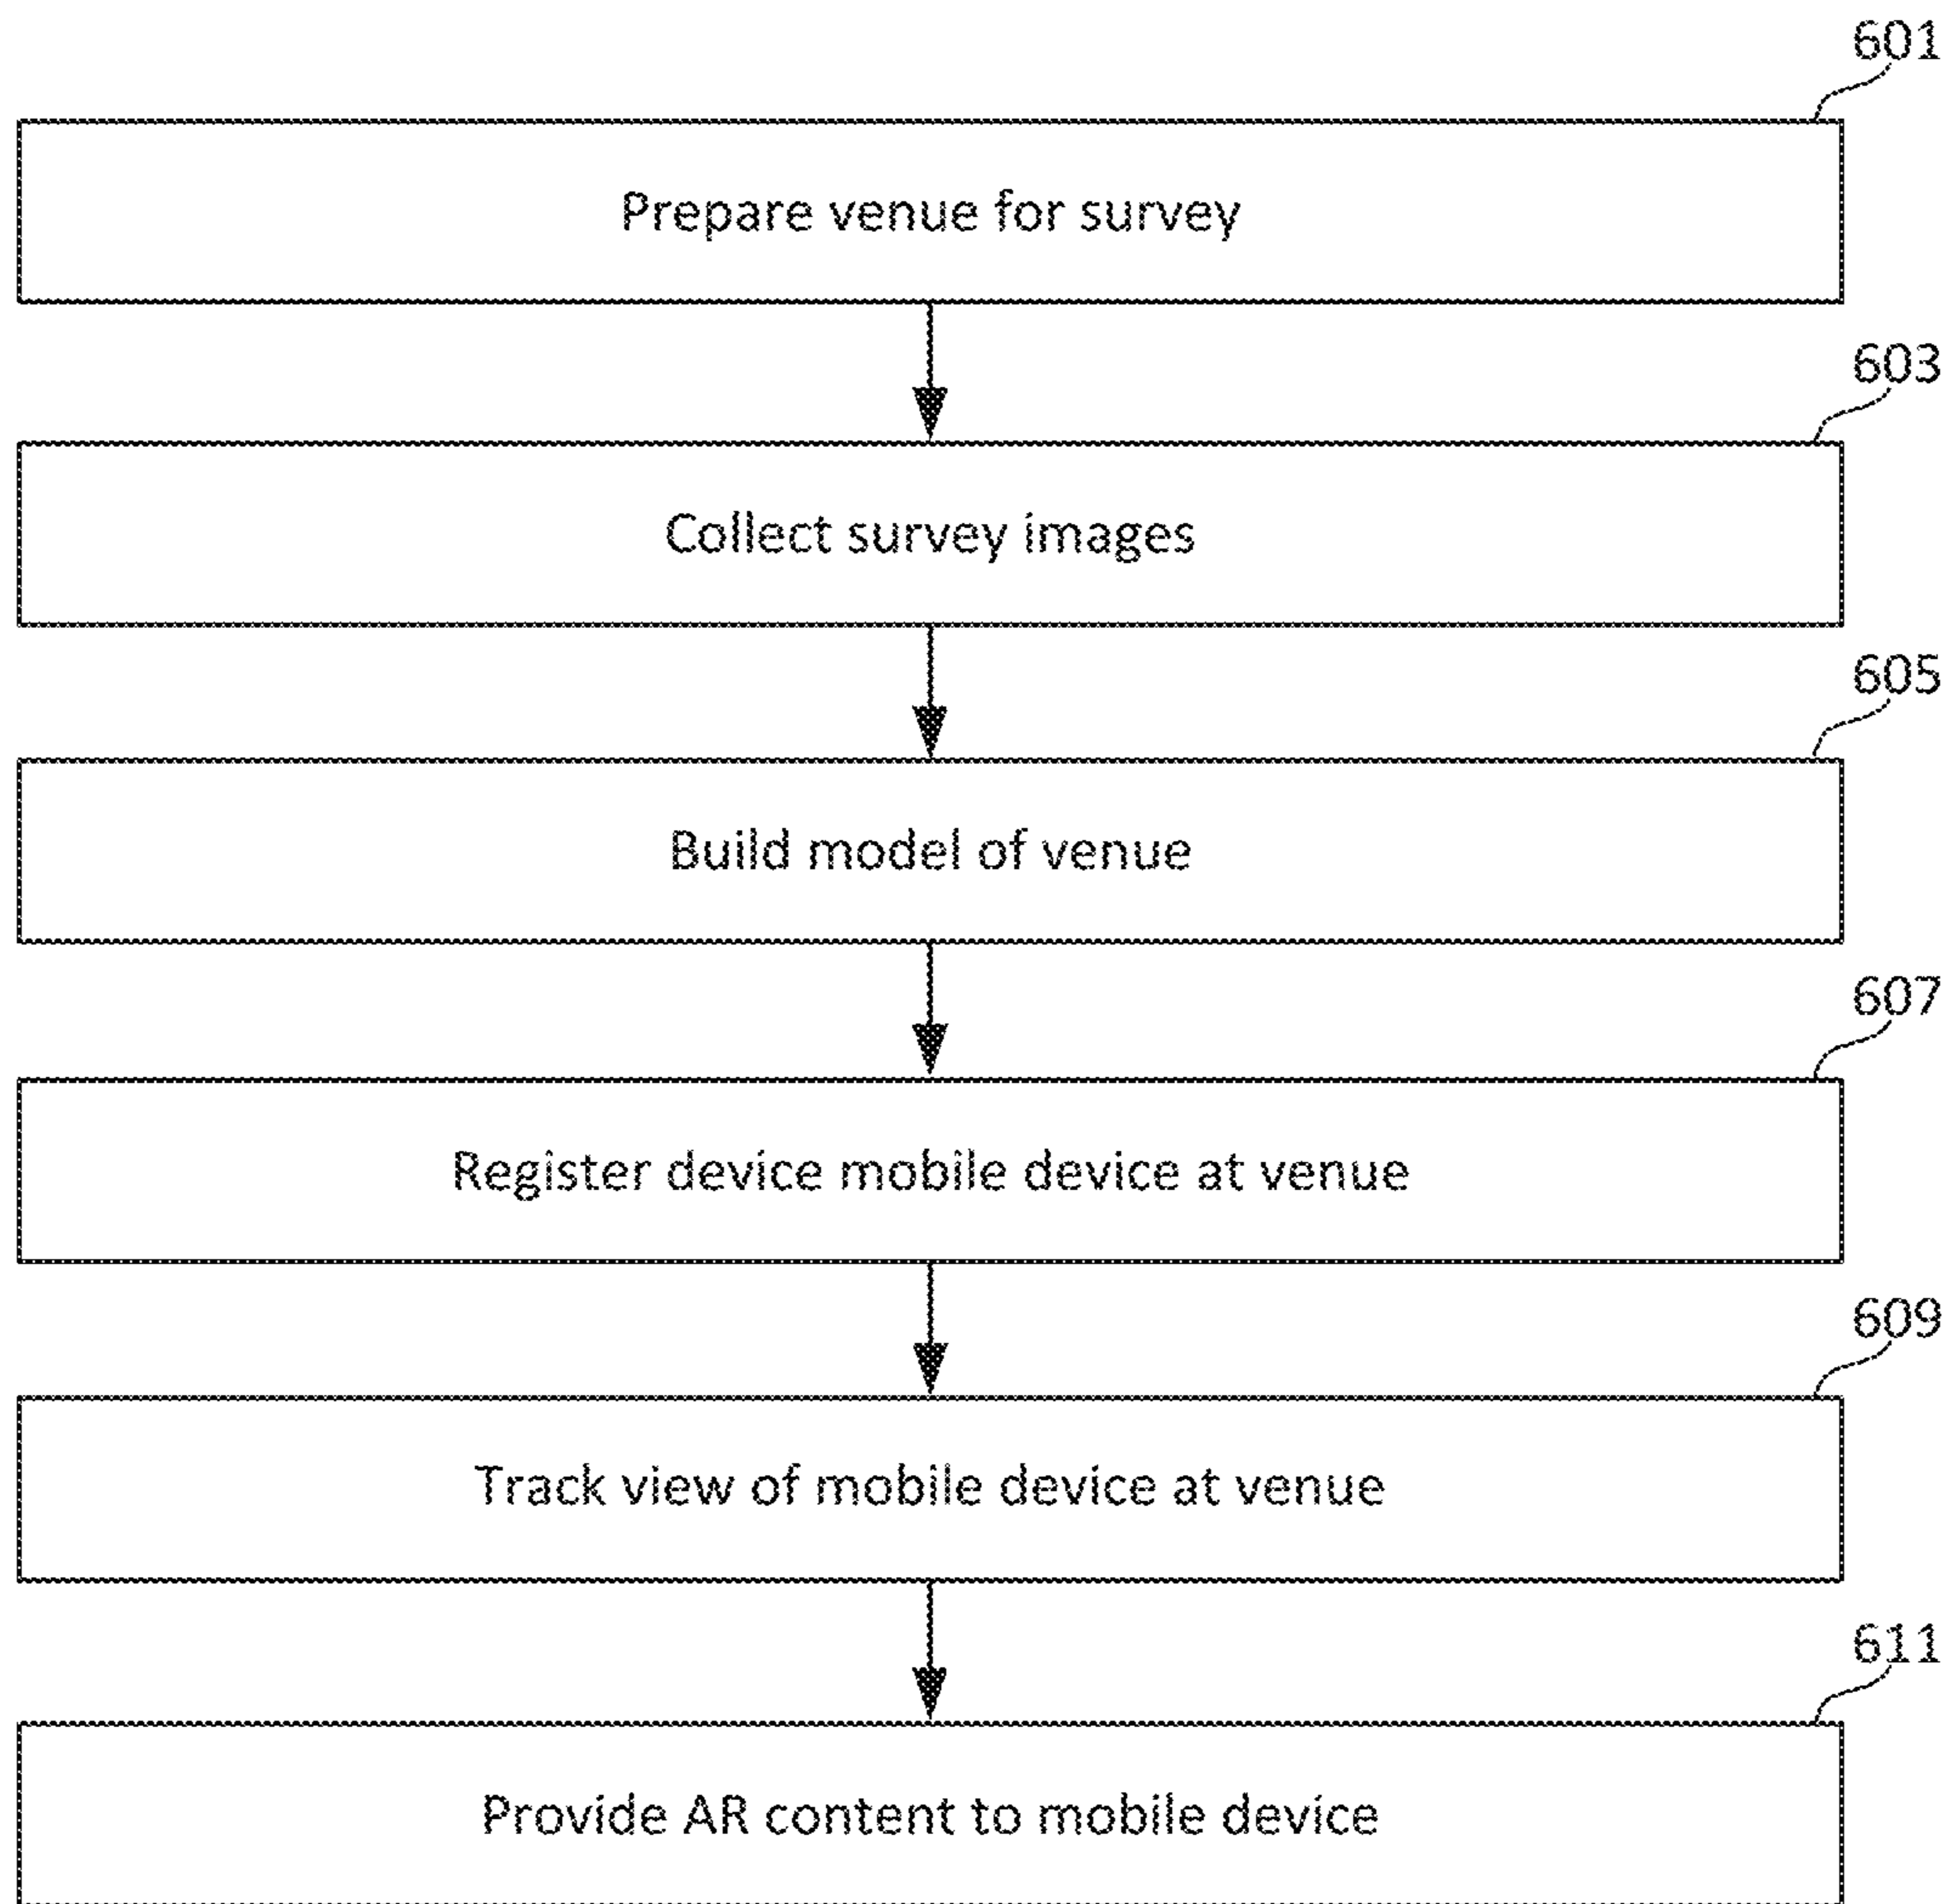 601
Prepare venue for survey
603
Collect survey images
605
Build model of venue
607
Register device mobile device at venue
609
Track view of mobile device at venue
611
Provide AR content to mobile device